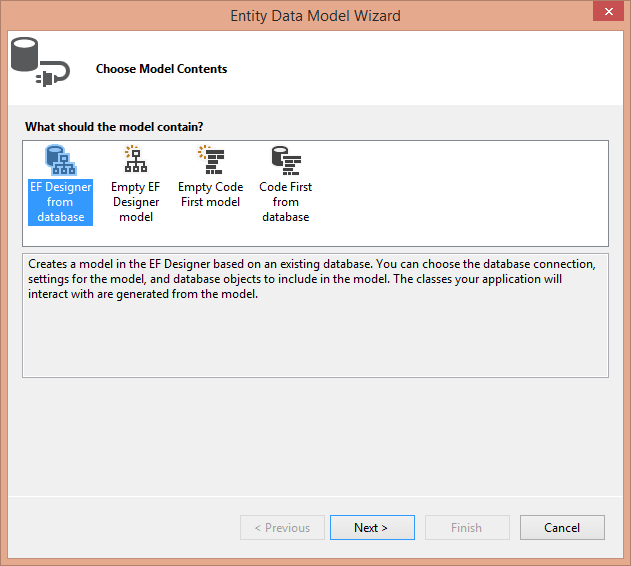 Entity Data Model Wizard
Choose Model Contents
What should the model contain?
EF Designer
from
database
Empty EF
Designer
model
Empty Code
First model
Code First
from
database
Creates a model in the EF Designer based on an existing database. You can choose the database connection,
settings for the model, and database objects to include in the model. The classes your application will
interact with are generated from the model.
< Previous
Next >
Finish
Cancel